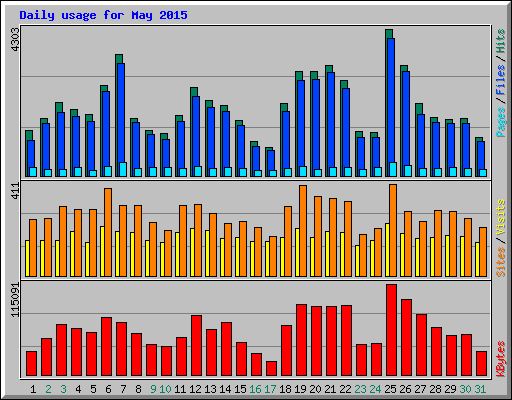 Daily usage for May 2015
4303
Pages / Files / Hits
411
Sites / Visits
115091
KBytes
1 2 3 4 5 6 7 8 9 10 11 12 13 14 15 16 17 18 19 20 21 22 23 24 25 26 27 28 29 30 31